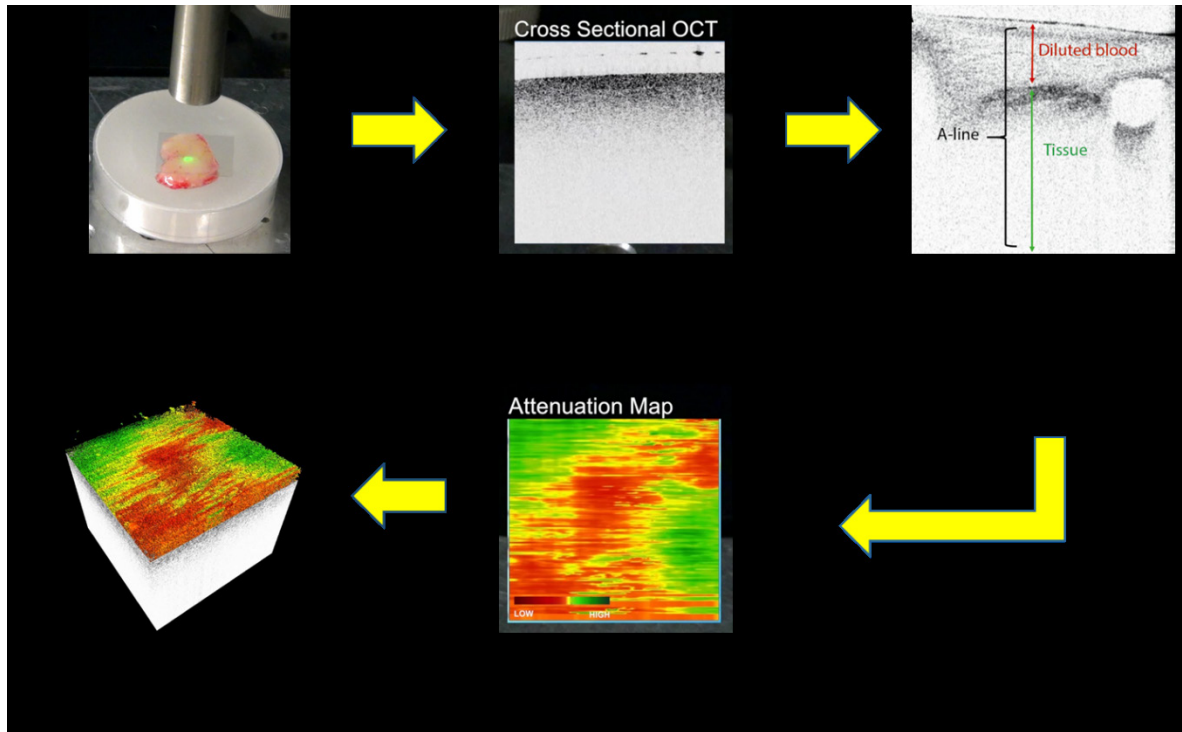 Cross Sectional OCT
Diluted blood
A-line
Tissue
Attenuation Map
LOW HIGH